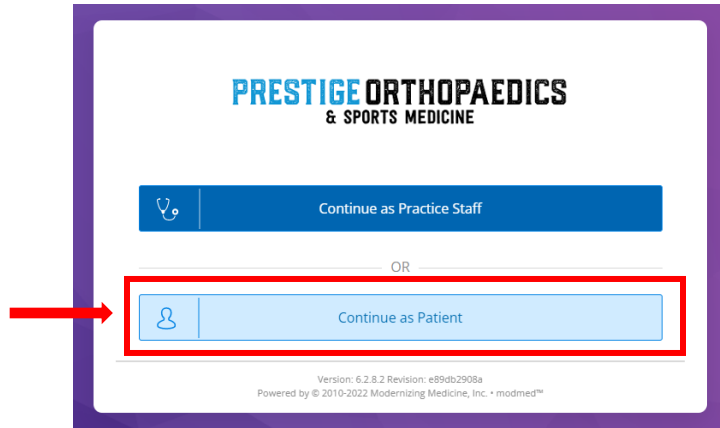 PRESTIGE ORTHOPAEDICS
& SPORTS MEDICINE
Continue as Practice Staff
OR
Continue as Patient
Version: 6.2.8.2 Revision: e89db2908a
Powered by © 2010-2022 Modernizing Medicine, Inc. • modmed™